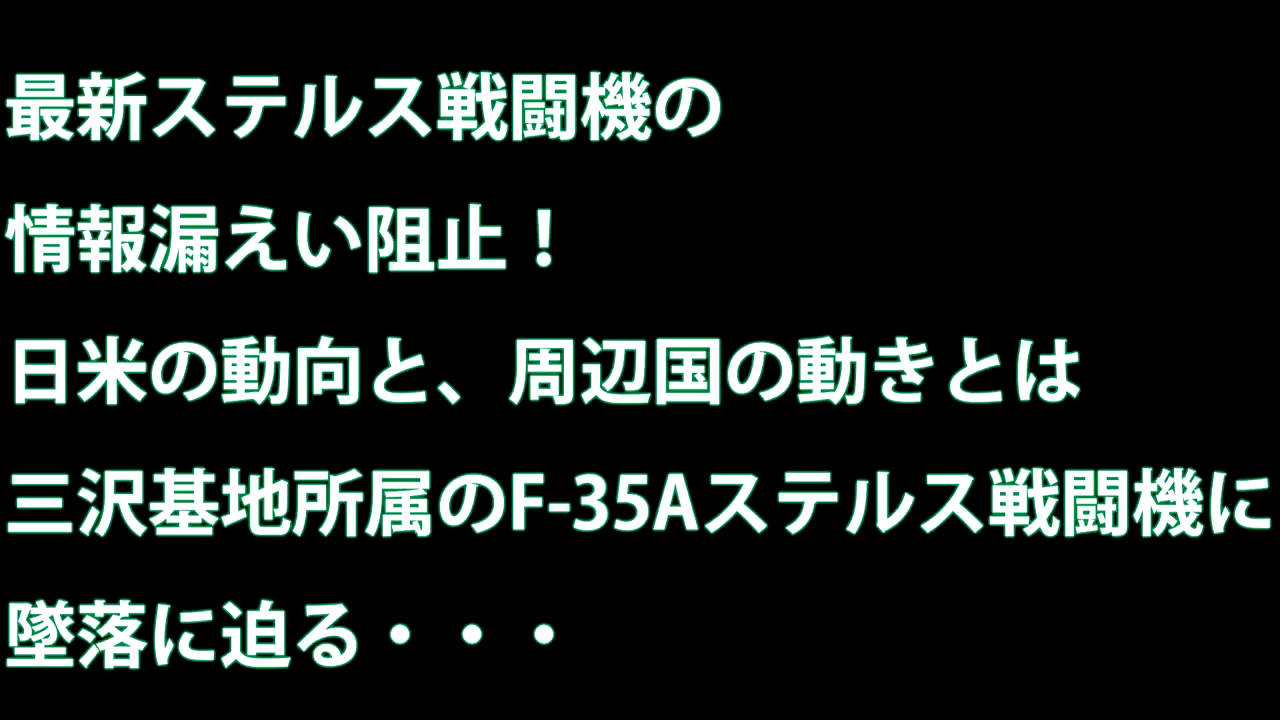 最新ステルス戦闘機の
情報漏えい阻止！
日米の動向と、周辺国の動きとは
三沢基地所属のF-35Aステルス戦闘機に
墜落に迫る・・・